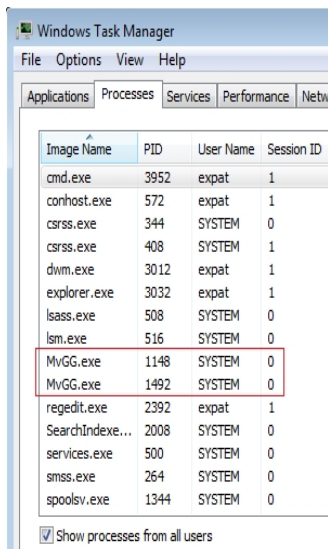 Windows Task Manager
File Options View Help
Applications Processes Services Performance Netw
Image Name PID User Name Session ID
cmd.exe 3952 expat 1
conhost.exe 572 expat 1
csrss.exe 344 SYSTEM 0
csrss.exe 408 SYSTEM 1
dwm.exe 3012 expat 1
explorer.exe 3032 expat 1
lsass.exe 508 SYSTEM 0
lsm.exe 516 SYSTEM 0
MvGG.exe 1148 SYSTEM 0
MvGG.exe 1492 SYSTEM 0
regedit.exe 2392 expat 1
SearchIndexe... 2008 SYSTEM 0
services.exe 500 SYSTEM 0
smss.exe 264 SYSTEM 0
spoolsv.exe 1344 SYSTEM 0
Show processes from all users